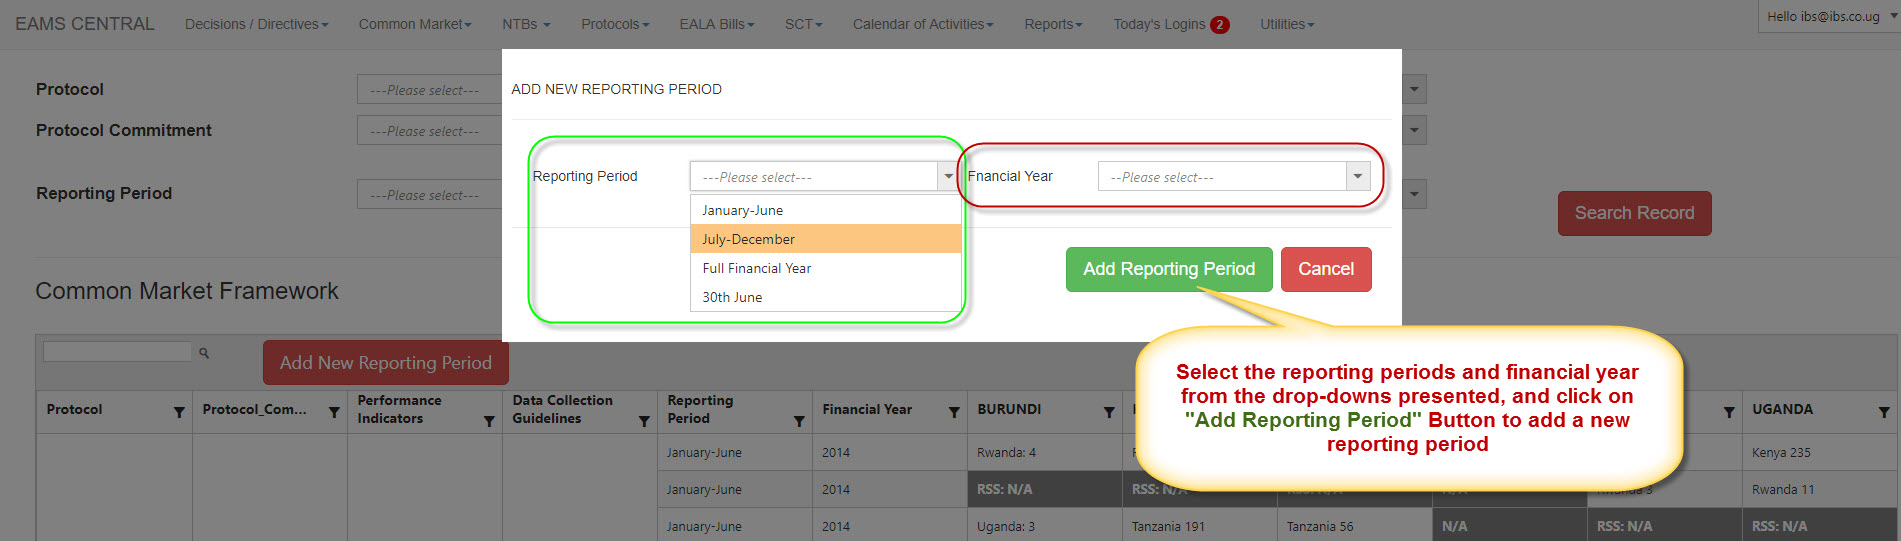 EAMS CENTRAL Decisions / Directives Common Market NTBs Protocols EALA Bills SCT Calendar of Activities Reports Today's Logins 2 Utilities Hello ibs@ibs.co.ug
ADD NEW REPORTING PERIOD
Protocol ---Please select---
Protocol Commitment ---Please select---
Reporting Period ---Please select---
Search Record
Reporting Period ---Please select--- Fnancial Year --Please select---
January-June
July-December
Full Financial Year
30th June
Add Reporting Period Cancel
Common Market Framework
Select the reporting periods and financial year
from the drop-downs presented, and click on
"Add Reporting Period" Button to add a new
reporting period
Add New Reporting Period
Protocol Protocol_Com... Performance Indicators Data Collection Guidelines Reporting Period Financial Year BURUNDI UGANDA
January-June 2014 Rwanda: 4 Kenya 235
January-June 2014 RSS: N/A RSS: N/A Rwanda 11
January-June 2014 Uganda: 3 Tanzania 191 Tanzania 56 N/A RSS: N/A RSS: N/A